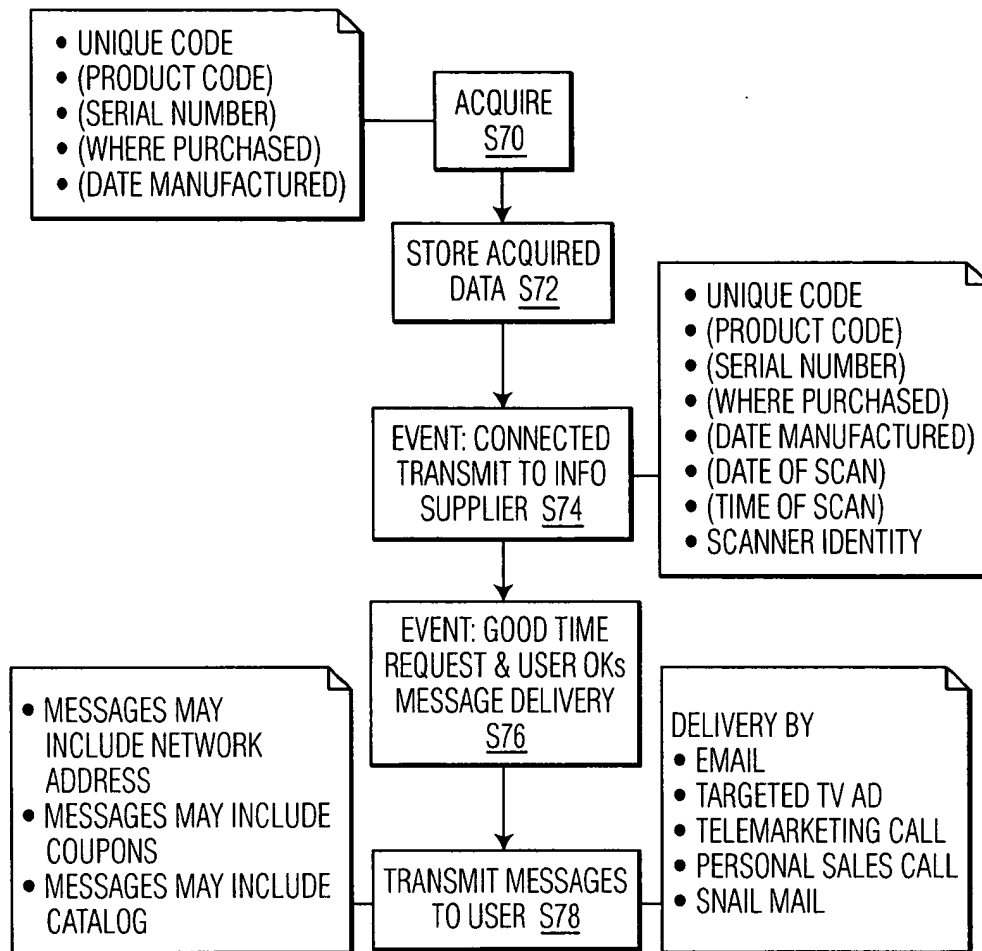 • UNIQUE CODE
• (PRODUCT CODE)
• (SERIAL NUMBER)
• (WHERE PURCHASED)
• (DATE MANUFACTURED)
ACQUIRE
S70
STORE ACQUIRED
DATA S72
• UNIQUE CODE
• (PRODUCT CODE)
• (SERIAL NUMBER)
• (WHERE PURCHASED)
• (DATE MANUFACTURED)
• (DATE OF SCAN)
• (TIME OF SCAN)
• SCANNER IDENTITY
EVENT: CONNECTED
TRANSMIT TO INFO
SUPPLIER S74
EVENT: GOOD TIME
REQUEST & USER OKs
MESSAGE DELIVERY
S76
• MESSAGES MAY
INCLUDE NETWORK
ADDRESS
• MESSAGES MAY INCLUDE
COUPONS
• MESSAGES MAY INCLUDE
CATALOG
TRANSMIT MESSAGES
TO USER S78
DELIVERY BY
• EMAIL
• TARGETED TV AD
• TELEMARKETING CALL
• PERSONAL SALES CALL
• SNAIL MAIL